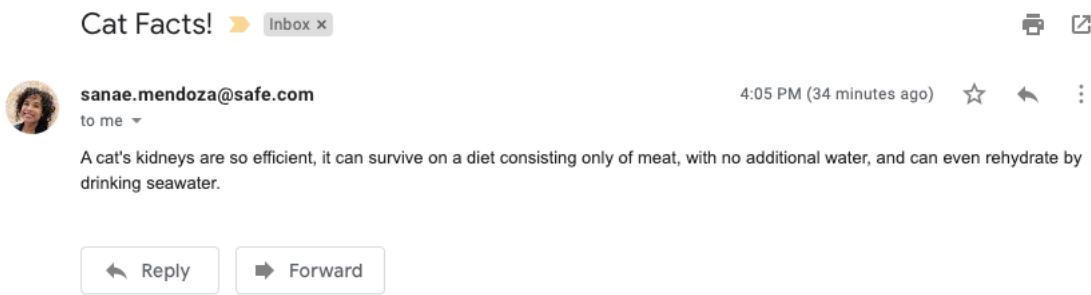 Cat Facts!
Inbox ×
sanae.mendoza@safe.com
4:05 PM (34 minutes ago)
to me
A cat's kidneys are so efficient, it can survive on a diet consisting only of meat, with no additional water, and can even rehydrate by
drinking seawater.
Reply
Forward